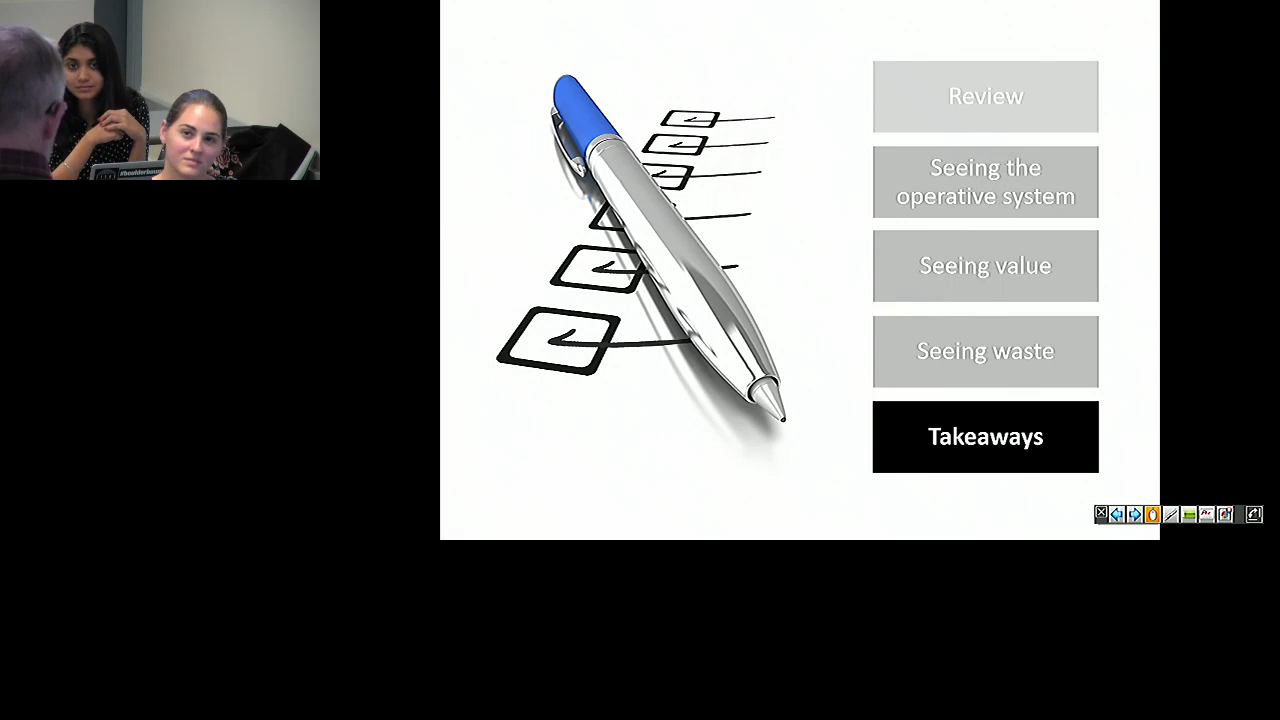 Review
Seeing the
operative system
Seeing value
Seeing waste
Takeaways